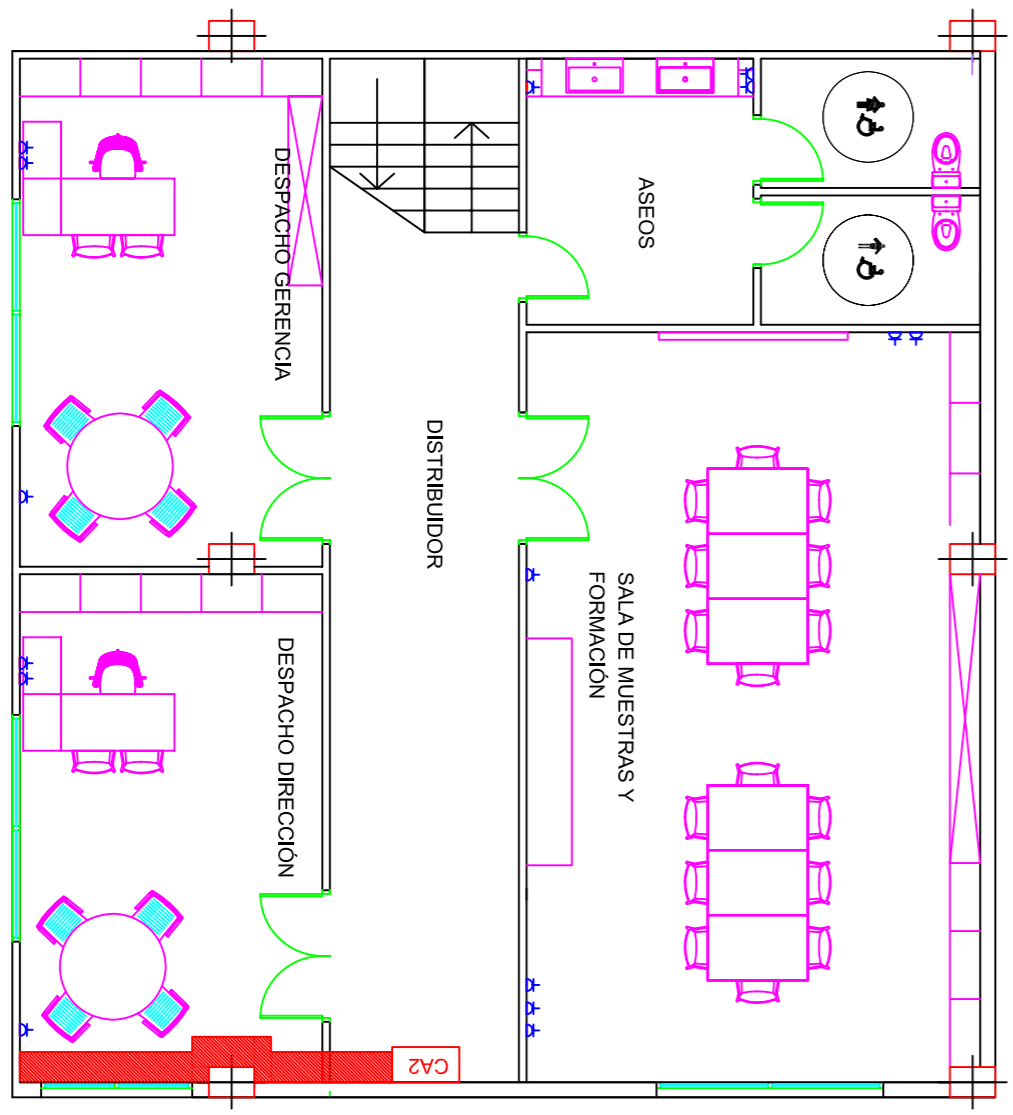 ASEOS
DESPACHO GERENCIA
DISTRIBUIDOR
SALA DE MUESTRAS Y
FORMACIÓN
DESPACHO DIRECCIÓN
CA2